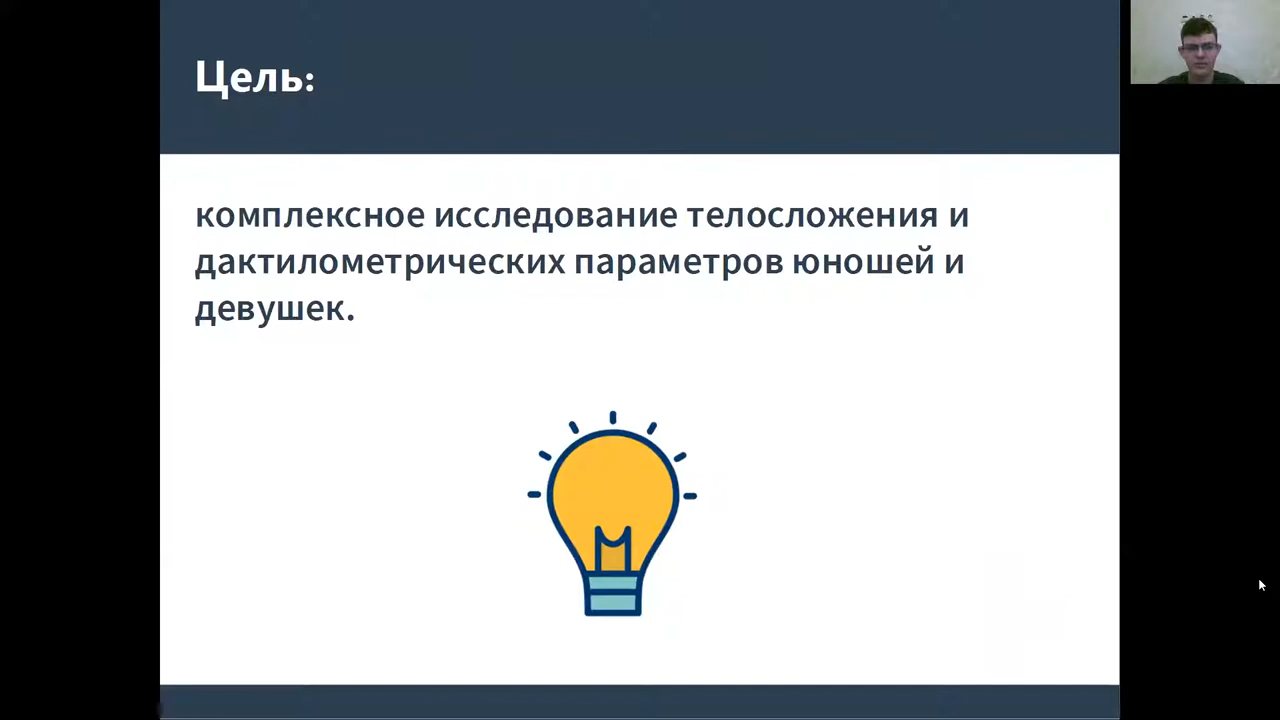 Цель:
комплексное исследование телосложения и
дактилометрических параметров юношей и
девушек.